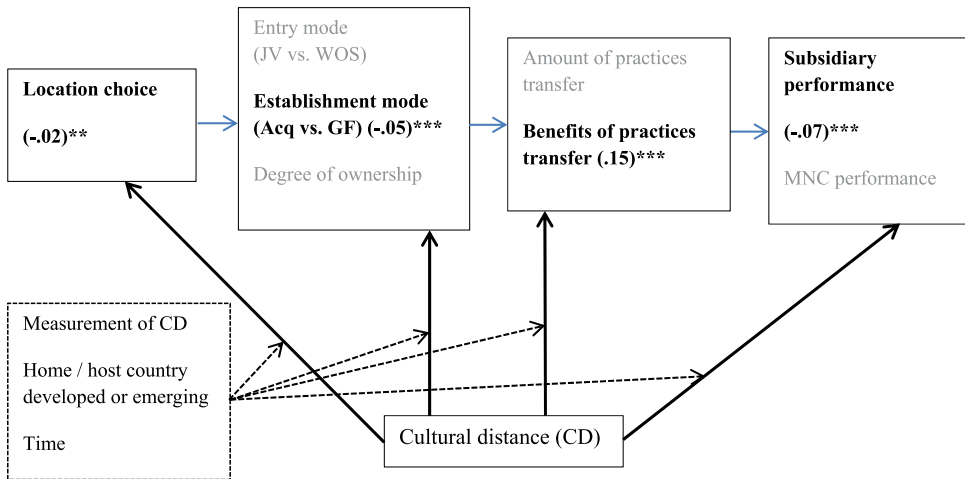 Location choice
(-.02)**
Entry mode
(JV vs. WOS)
Establishment mode
(Acq vs. GF) (-.05)***
Degree of ownership
Amount of practices
transfer
Benefits of practices
transfer (.15)***
Subsidiary
performance
(-.07)***
MNC performance
Measurement of CD
Home / host country
developed or emerging
Time
Cultural distance (CD)